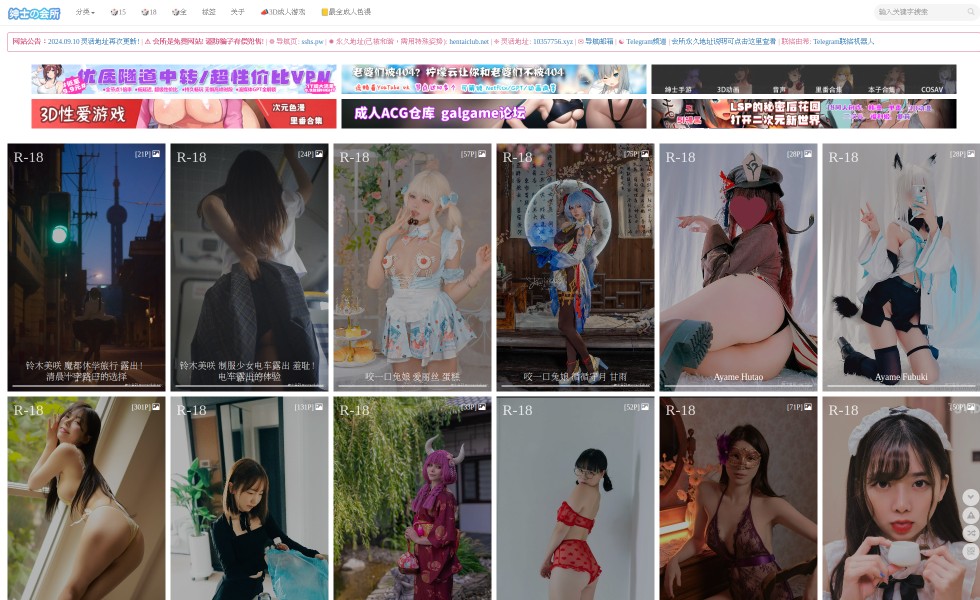 绅士の会所
分类 15 18 全 标签 关于 3D成人游戏 最全成人色漫
输入关键字搜索
网站公告：2024.09.10 灵活地址再次更新! | 会所是免费网站! 谨防骗子有偿兜售! | 导航页: sshs.pw | 永久地址(已被和谐，需用特殊姿势): hentaiclub.net | 灵活地址: 10357756.xyz | 导航邮箱 | Telegram频道 | 会所永久地址说明可点击这里查看 | 联络由希: Telegram联络机器人
优质隧道中转/超性价比VPN
老婆们被404？柠檬云让你和老婆们不被404
绅士手游 3D动画 音声 里番合集 本子合集 COSAV
3D性爱游戏
次元色漫
里番合集
成人ACG仓库 galgame论坛
LSP的秘密后花园
打开二次元新世界
R-18 [21P]
铃木美咲 魔都休学旅行 露出!
清晨十字路口的选择
R-18 [24P]
铃木美咲 制服少女电车露出 羞耻!
电车露出的体验
R-18 [57P]
咬一口兔娘 爱丽丝 蛋糕
R-18 [75P]
咬一口兔娘 循循守月 甘雨
R-18 [28P]
Ayame Hutao
R-18 [28P]
Ayame Fubuki
R-18 [301P]
R-18 [131P]
R-18 [33P]
R-18 [52P]
R-18 [71P]
R-18 [50P]